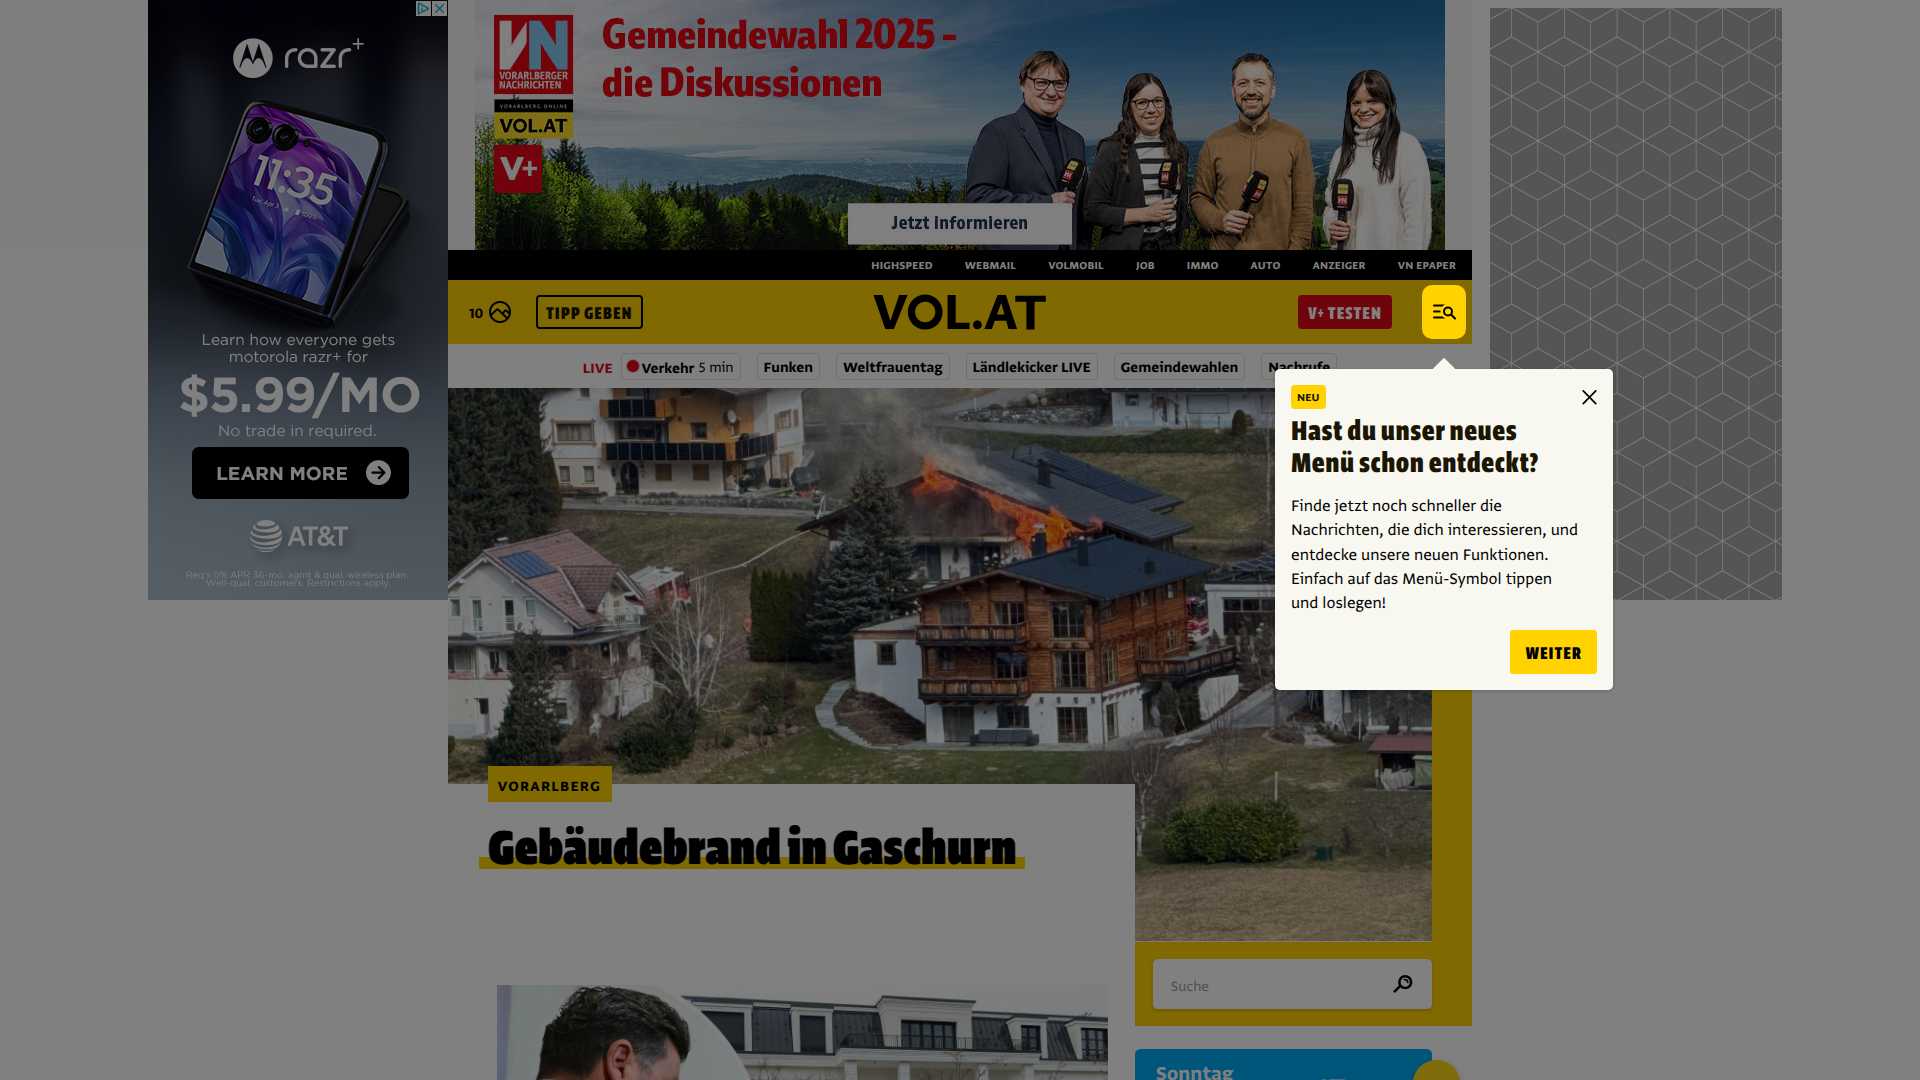 razr+
11:35
Learn how everyone gets
motorola razr+ for
$5.99/MO
No trade in required.
LEARN MORE
AT&T
Req's 0% APR 36-mo. agmt & qual. wireless plan.
Well-qual. customers. Restrictions apply.
VN
VORARLBERGER
NACHRICHTEN
VORARLBERG ONLINE
VOL.AT
V+
Gemeindewahl 2025 -
die Diskussionen
Jetzt informieren
HIGHSPEED WEBMAIL VOLMOBIL JOB IMMO AUTO ANZEIGER VN EPAPER
10 TIPP GEBEN VOL.AT V+ TESTEN
LIVE Verkehr 5 min Funken Weltfrauentag Ländlekicker LIVE Gemeindewahlen Nachrufe
NEU
Hast du unser neues
Menü schon entdeckt?
Finde jetzt noch schneller die
Nachrichten, die dich interessieren, und
entdecke unsere neuen Funktionen.
Einfach auf das Menü-Symbol tippen
und loslegen!
WEITER
VORARLBERG
Gebäudebrand in Gaschurn
Suche
Sonntag